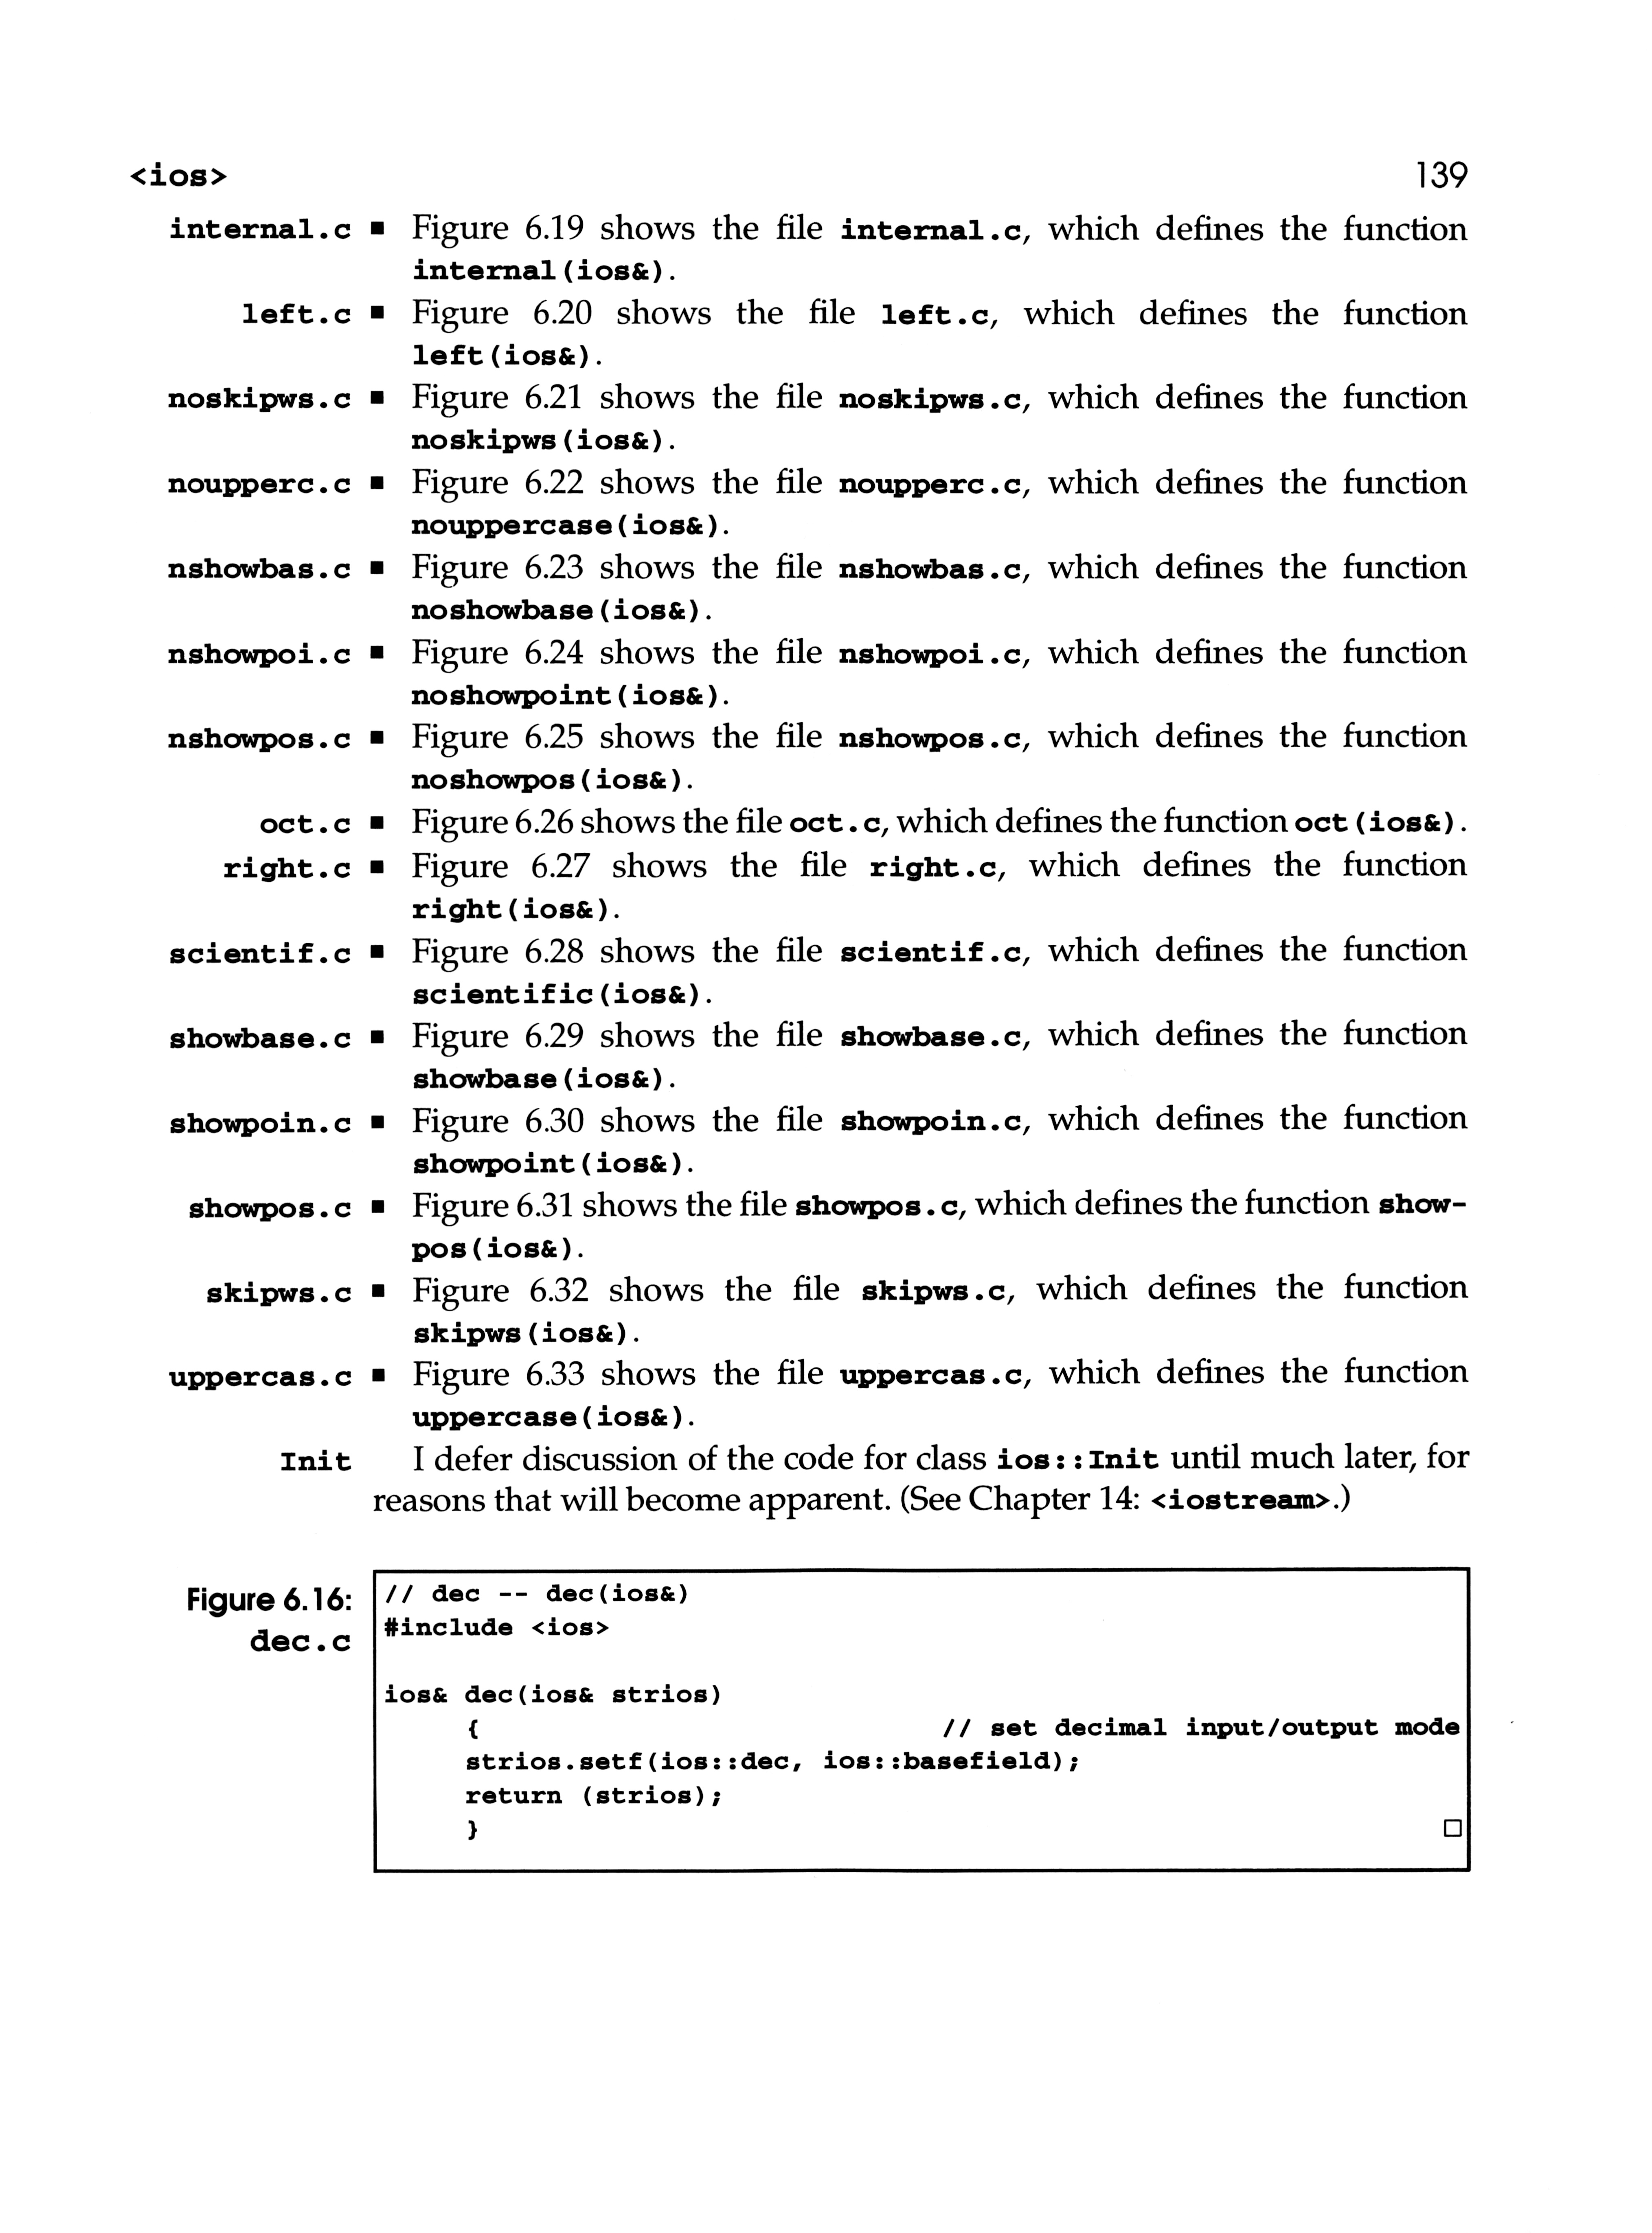 <ios> 139
internal.c ■ Figure 6.19 shows the file internal.c, which defines the function
internal(ios&).
left.c ■ Figure 6.20 shows the file left.c, which defines the function
left(ios&).
noskipws.c ■ Figure 6.21 shows the file noskipws.c, which defines the function
noskipws(ios&).
noupperc.c ■ Figure 6.22 shows the file noupperc.c, which defines the function
nouppercase(ios&).
nshowbas.c ■ Figure 6.23 shows the file nshowbas.c, which defines the function
noshowbase(ios&).
nshowpoi.c ■ Figure 6.24 shows the file nshowpoi.c, which defines the function
noshowpoint(ios&).
nshowpos.c ■ Figure 6.25 shows the file nshowpos.c, which defines the function
noshowpos(ios&).
oct.c ■ Figure 6.26 shows the file oct.c, which defines the function oct(ios&).
right.c ■ Figure 6.27 shows the file right.c, which defines the function
right(ios&).
scientif.c ■ Figure 6.28 shows the file scientif.c, which defines the function
scientific(ios&).
showbase.c ■ Figure 6.29 shows the file showbase.c, which defines the function
showbase(ios&).
showpoin.c ■ Figure 6.30 shows the file showpoin.c, which defines the function
showpoint(ios&).
showpos.c ■ Figure 6.31 shows the file showpos.c, which defines the function show-
pos(ios&).
skipws.c ■ Figure 6.32 shows the file skipws.c, which defines the function
skipws(ios&).
uppercas.c ■ Figure 6.33 shows the file uppercas.c, which defines the function
uppercase(ios&).
Init I defer discussion of the code for class ios::Init until much later, for
reasons that will become apparent. (See Chapter 14: <iostream>.)
Figure 6.16:
dec.c
// dec -- dec(ios&)
#include <ios>
ios& dec(ios& strios)
{ // set decimal input/output mode
strios.setf(ios::dec, ios::basefield);
return (strios);
} □